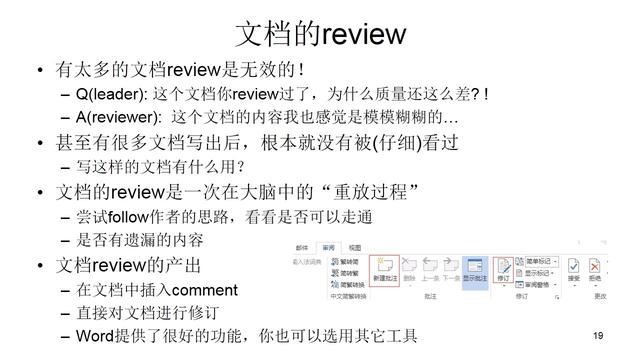 文档的review
• 有太多的文档review是无效的！
– Q(leader): 这个文档你review过了，为什么质量还这么差?！
– A(reviewer): 这个文档的内容我也感觉是模模糊糊的…
• 甚至有很多文档写出后，根本就没有被(仔细)看过
– 写这样的文档有什么用?
• 文档的review是一次在大脑中的“重放过程”
– 尝试follow作者的思路，看看是否可以走通
– 是否有遗漏的内容
• 文档review的产出
– 在文档中插入comment
– 直接对文档进行修订
– Word提供了很好的功能，你也可以选用其它工具
邮件 审阅 视图
输入法词典
繁转简
简转繁
简繁转换
中文简繁转换
新建批注 删除 上一条 下一条 显示批注
批注
修订
简单标记
显示标记
审阅窗格
修订
接受 拒绝
更改
19